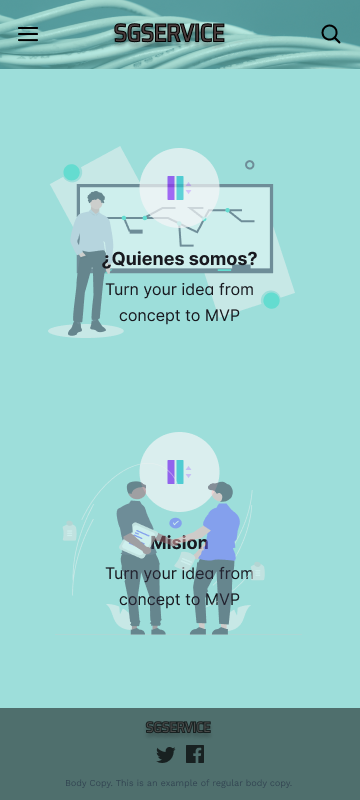 SGSERVICE
¿Quienes somos?
Turn your idea from
concept to MVP
Mision
Turn your idea from
concept to MVP
SGSERVICE
Body Copy. This is an example of regular body copy.